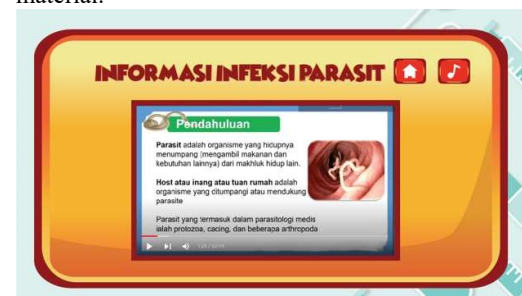 material.
INFORMASI INFEKSI PARASIT
Pendahuluan
Parasit adalah organisme yang hidupnya
menumpang (mengambil makanan dan
kebutuhan lainnya) dari makhluk hidup lain.
Host atau inang atau tuan rumah adalah
organisme yang ditumpangi atau mendukung
parasite
Parasit yang termasuk dalam parasitologi medis
ialah protozoa, cacing, dan beberapa arthropoda